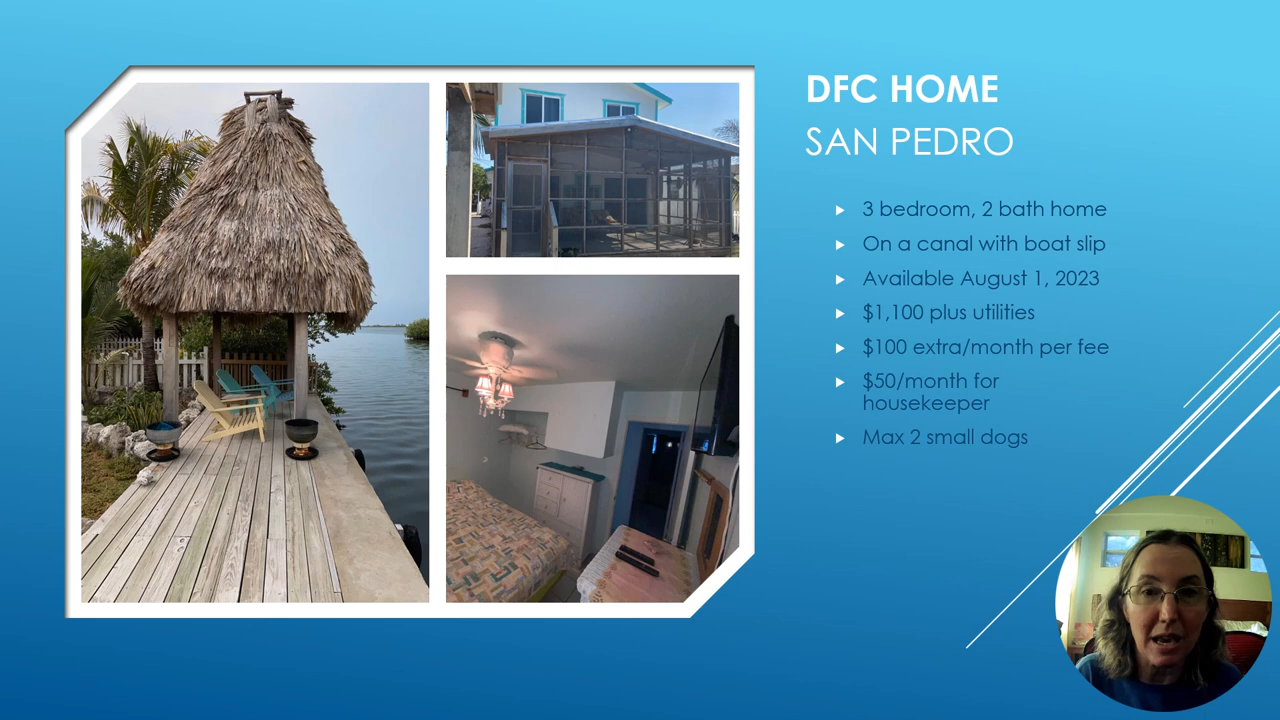 DFC HOME
SAN PEDRO
3 bedroom, 2 bath home
On a canal with boat slip
Available August 1, 2023
$1,100 plus utilities
$100 extra/month per fee
$50/month for
housekeeper
Max 2 small dogs